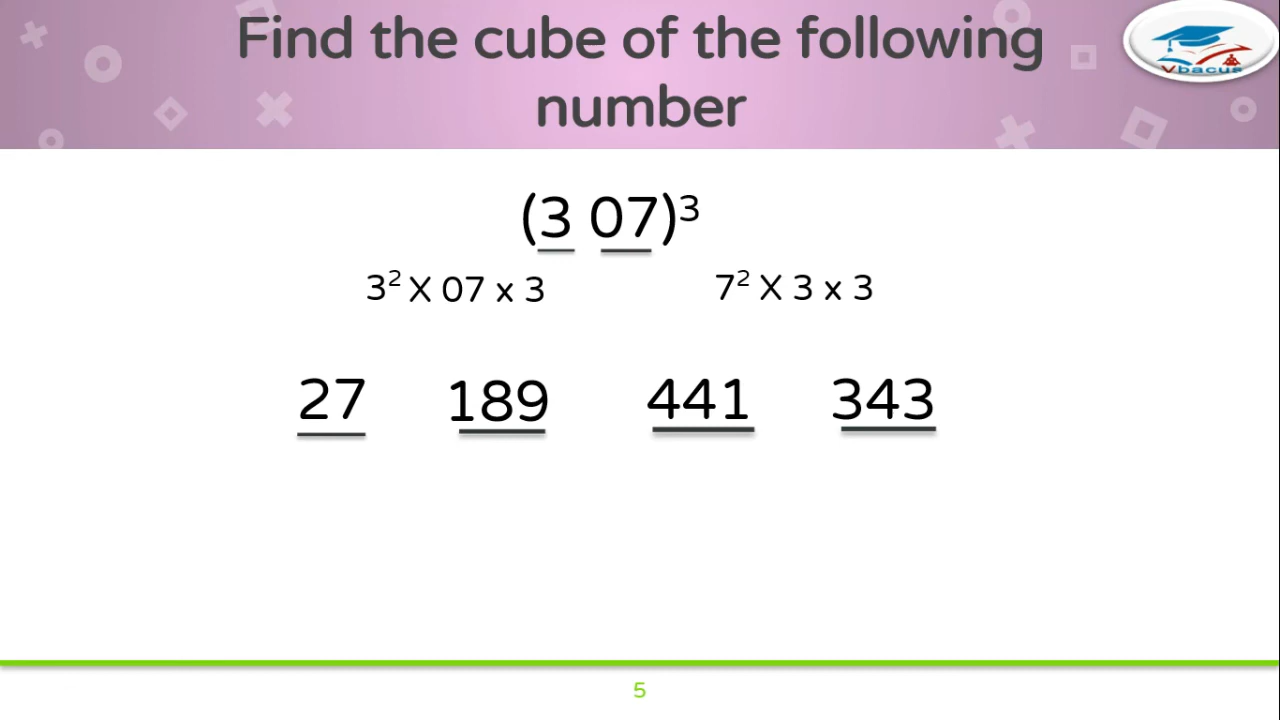 Find the cube of the following
number
Vbacus
(3 07)³
3² X 07 x 3 7² X 3 x 3
27 189 441 343
5